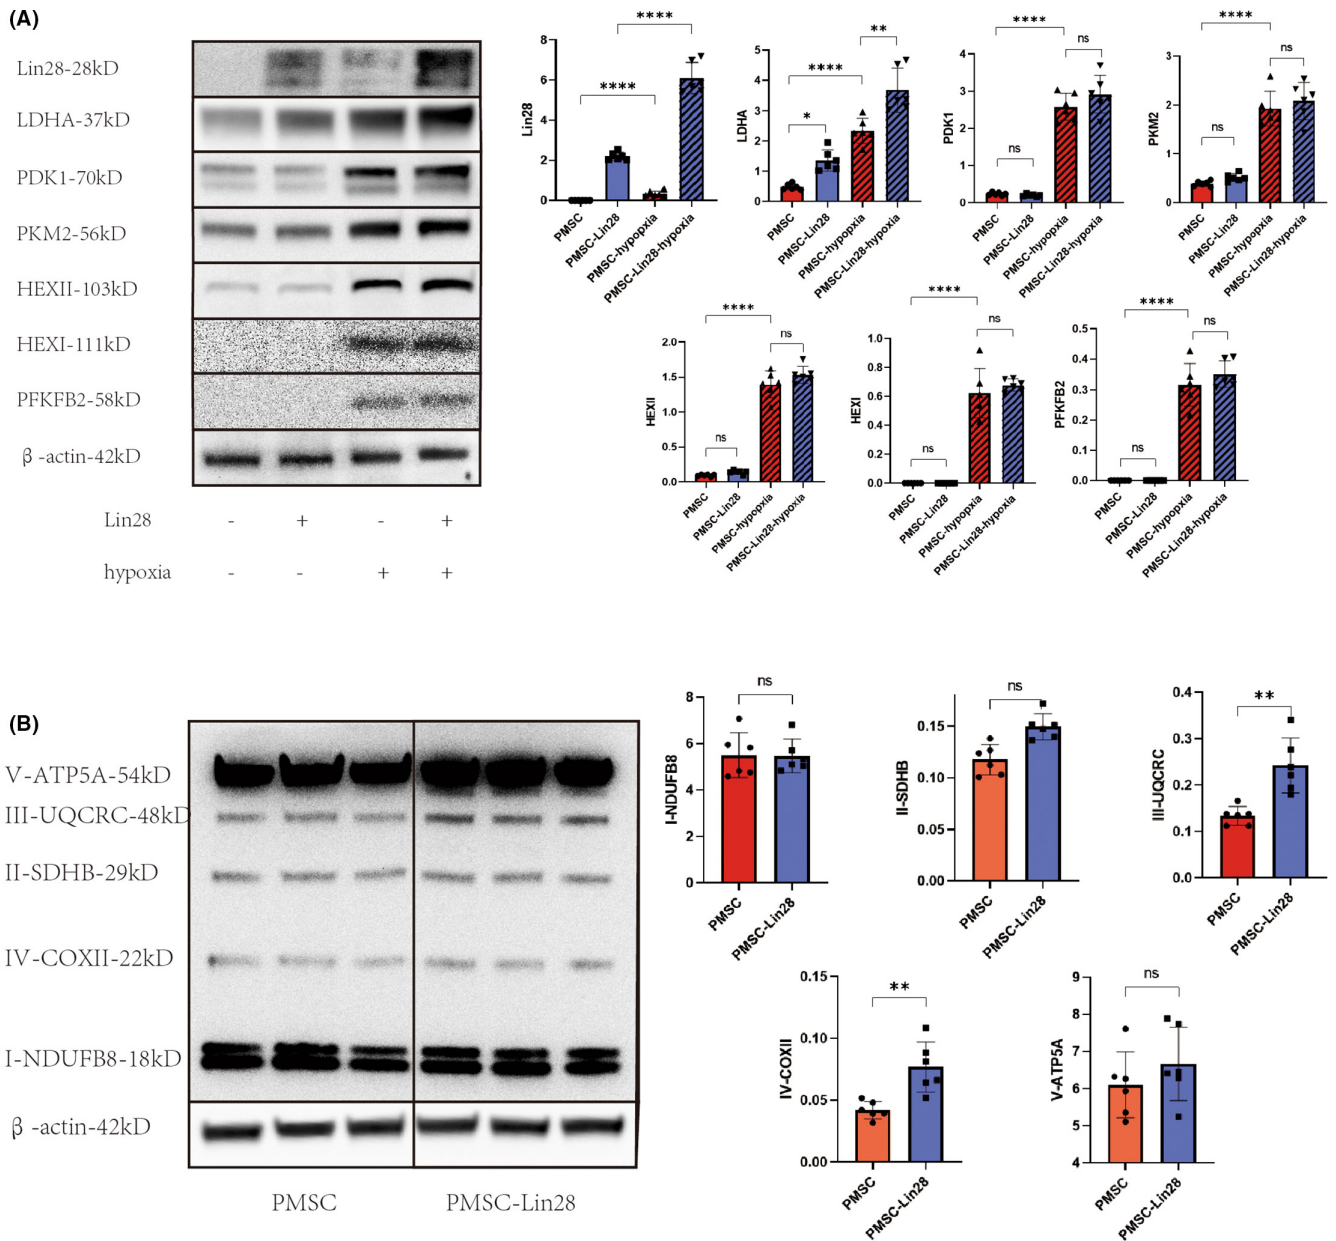 (A)
Lin28-28kD
LDHA-37kD
PDK1-70kD
PKM2-56kD
HEXII-103kD
HEXI-111kD
PFKFB2-58kD
β-actin-42kD
Lin28 - + - +
hypoxia - - + +
****
****
Lin28
8
6
4
2
0
PMSC
PMSC-Lin28
PMSC-hypopxia
PMSC-Lin28-hypoxia
**
****
*
LDHA
5
4
3
2
1
0
PMSC
PMSC-Lin28
PMSC-hypopxia
PMSC-Lin28-hypoxia
****
ns
ns
PDK1
4
3
2
1
0
PMSC
PMSC-Lin28
PMSC-hypopxia
PMSC-Lin28-hypoxia
****
ns
ns
PKM2
3
2
1
0
PMSC
PMSC-Lin28
PMSC-hypopxia
PMSC-Lin28-hypoxia
****
ns
ns
HEXII
2.0
1.5
1.0
0.5
0.0
PMSC
PMSC-Lin28
PMSC-hypopxia
PMSC-Lin28-hypoxia
****
ns
ns
HEXI
1.0
0.8
0.6
0.4
0.2
0.0
PMSC
PMSC-Lin28
PMSC-hypopxia
PMSC-Lin28-hypoxia
****
ns
ns
PFKFB2
0.5
0.4
0.3
0.2
0.1
0.0
PMSC
PMSC-Lin28
PMSC-hypopxia
PMSC-Lin28-hypoxia
(B)
V-ATP5A-54kD
III-UQCRC-48kD
II-SDHB-29kD
IV-COXII-22kD
I-NDUFB8-18kD
β-actin-42kD
PMSC PMSC-Lin28
ns
I-NDUFB8
8
6
4
2
0
PMSC
PMSC-Lin28
ns
II-SDHB
0.15
0.10
0.05
0.00
PMSC
PMSC-Lin28
**
III-UQCRC
0.4
0.3
0.2
0.1
0.0
PMSC
PMSC-Lin28
**
IV-COXII
0.15
0.10
0.05
0.00
PMSC
PMSC-Lin28
ns
V-ATP5A
9
8
7
6
5
4
PMSC
PMSC-Lin28